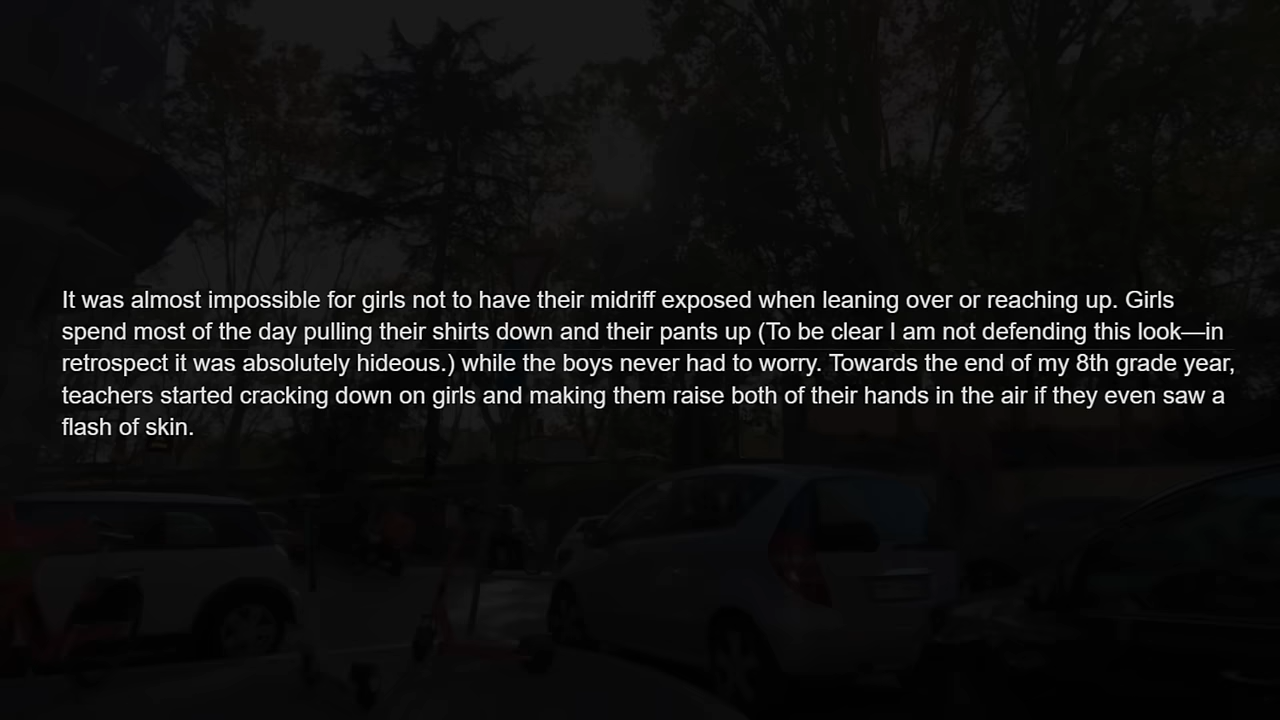 It was almost impossible for girls not to have their midriff exposed when leaning over or reaching up. Girls
spend most of the day pulling their shirts down and their pants up (To be clear I am not defending this look—in
retrospect it was absolutely hideous.) while the boys never had to worry. Towards the end of my 8th grade year,
teachers started cracking down on girls and making them raise both of their hands in the air if they even saw a
flash of skin.